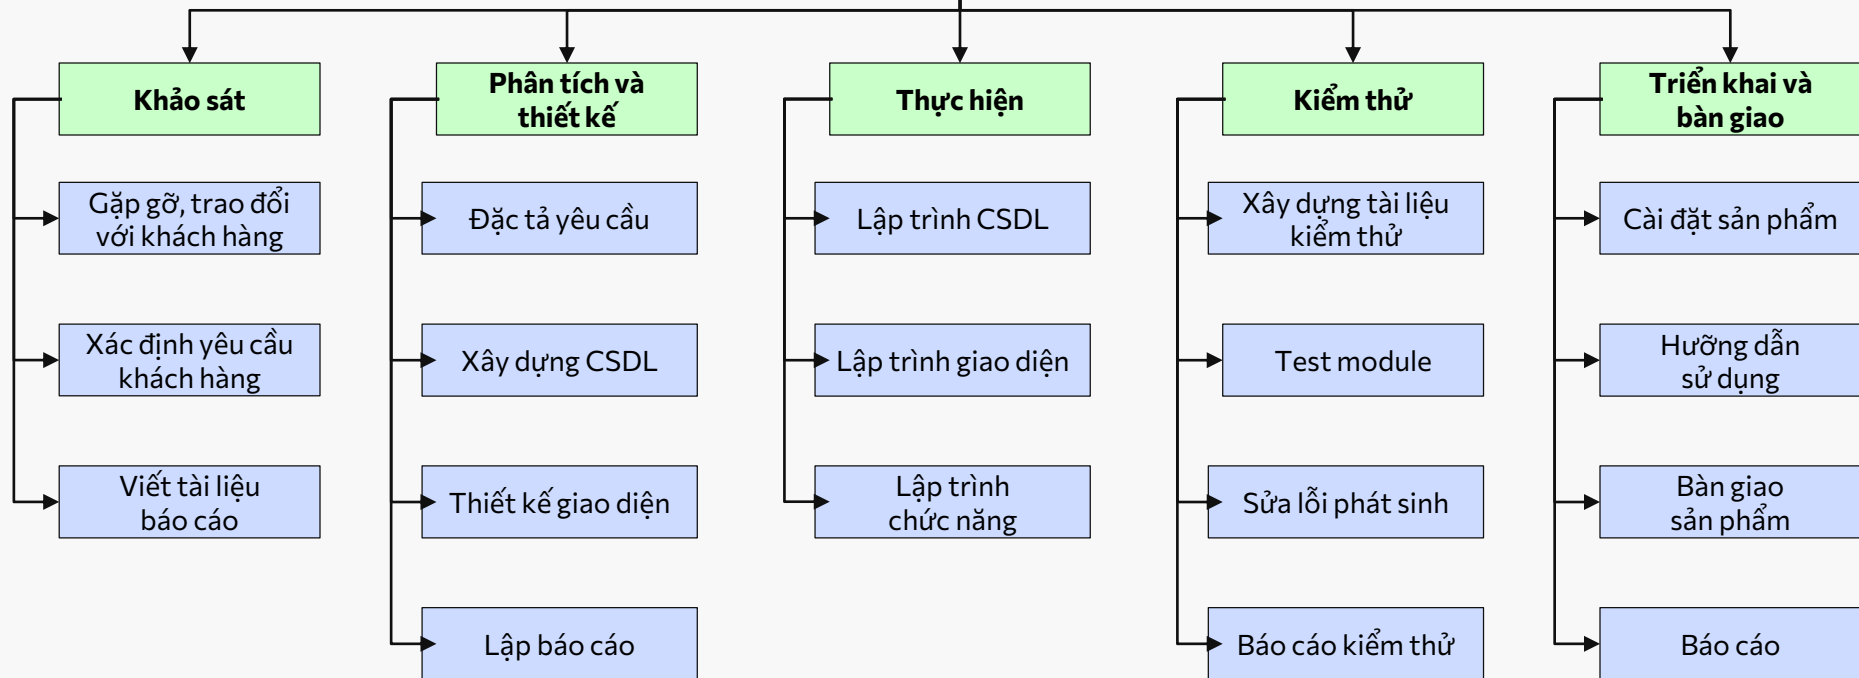 Khảo sát
Gặp gỡ, trao đổi
với khách hàng
Xác định yêu cầu
khách hàng
Viết tài liệu
báo cáo
Phân tích và
thiết kế
Đặc tả yêu cầu
Xây dựng CSDL
Thiết kế giao diện
Lập báo cáo
Thực hiện
Lập trình CSDL
Lập trình giao diện
Lập trình
chức năng
Kiểm thử
Xây dựng tài liệu
kiểm thử
Test module
Sửa lỗi phát sinh
Báo cáo kiểm thử
Triển khai và
bàn giao
Cài đặt sản phẩm
Hưỡng dẫn
sử dụng
Bàn giao
sản phẩm
Báo cáo